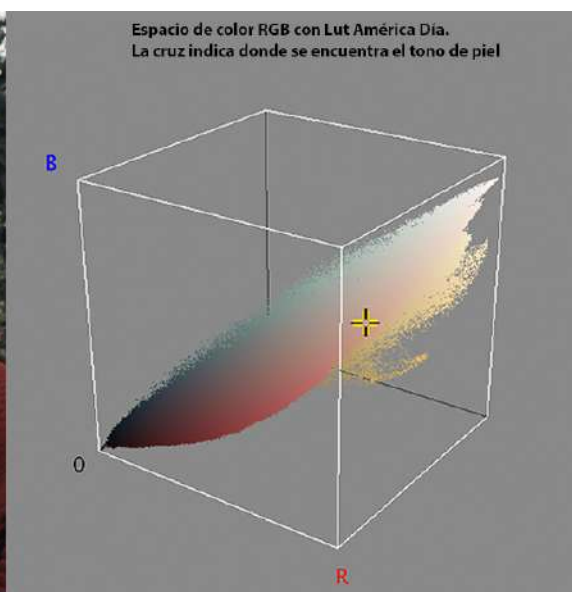 Espacio de color RGB con Lut América Día.
La cruz indica donde se encuentra el tono de piel
B
0
R